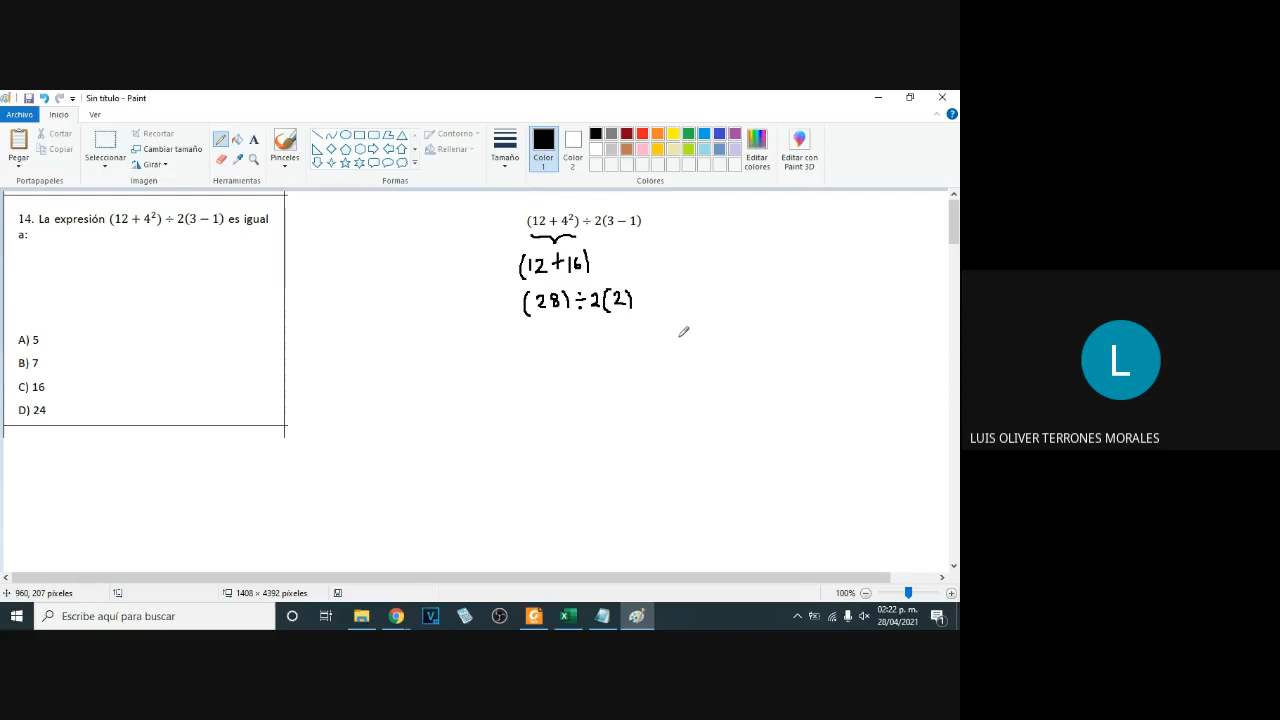 Sin título - Paint
Archivo Inicio Ver
Pegar
Cortar
Copiar
Portapapeles
Seleccionar
Recortar
Cambiar tamaño
Girar
Imagen
A
Herramientas
Pinceles
Contorno
Rellenar
Formas
Tamaño
Color 1
Color 2
Editar colores
Editar con Paint 3D
Colores
14. La expresión (12 + 4²) ÷ 2(3 − 1) es igual
a:
A) 5
B) 7
C) 16
D) 24
(12 + 4²) ÷ 2(3 − 1)
(12 + 16)
(28) ÷ 2(2)
L
LUIS OLIVER TERRONES MORALES
960, 207 píxeles
1408 × 4392 píxeles
100%
Escribe aquí para buscar
02:22 p. m.
28/04/2021